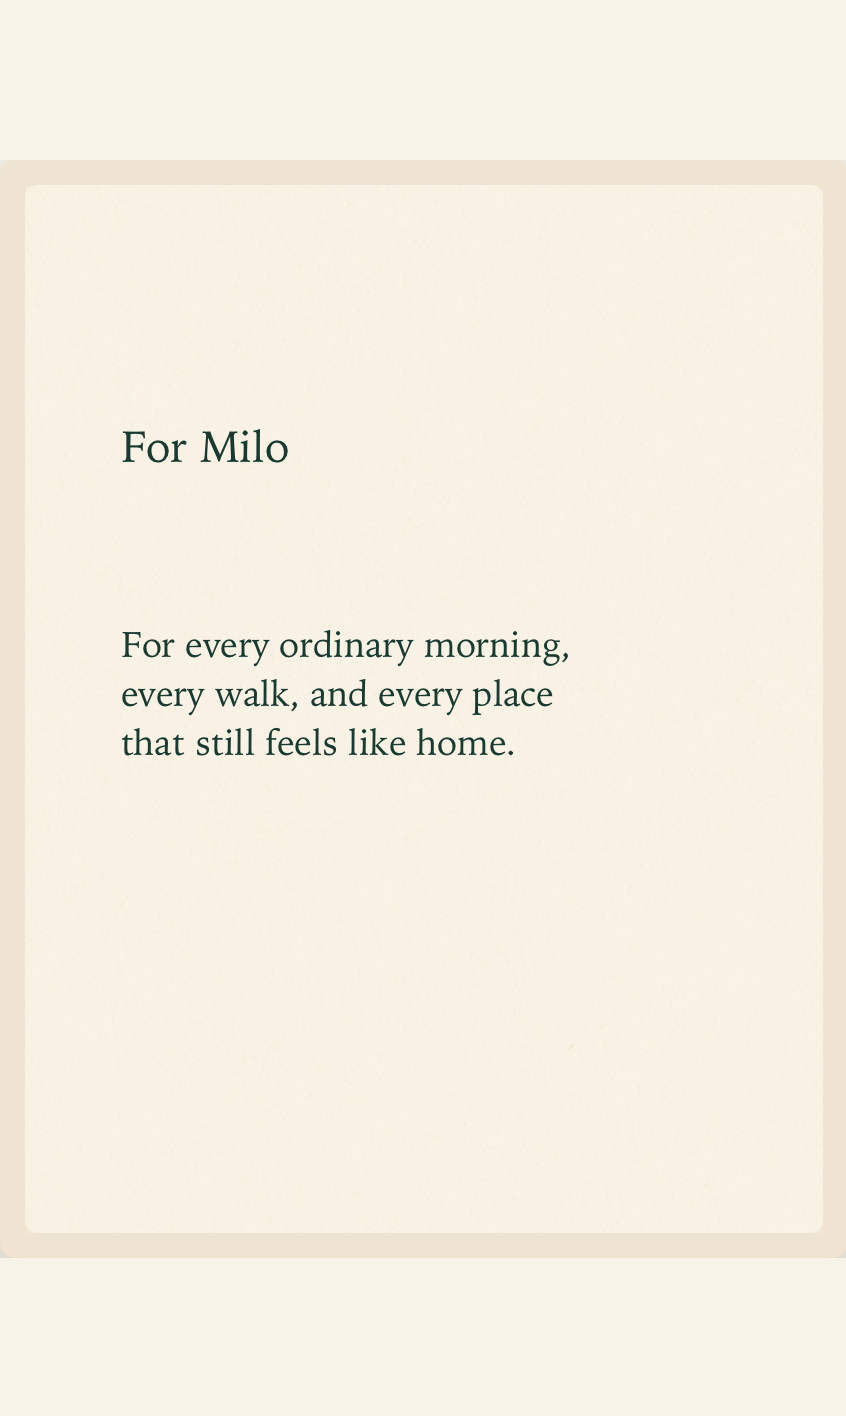 For Milo
For every ordinary morning,
every walk, and every place
that still feels like home.